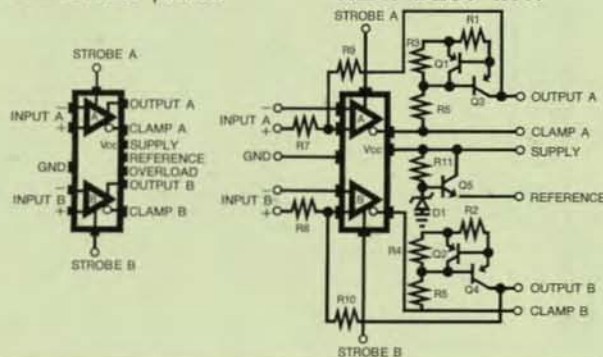 STROBE A
INPUT A
−
+
A
OUTPUT A
CLAMP A
Vcc
SUPPLY
REFERENCE
OVERLOAD
GND
INPUT B
−
+
B
OUTPUT B
CLAMP B
STROBE B
STROBE A
R9
R3
R1
Q1
Q3
R5
−
INPUT A
+
R7
A
OUTPUT A
CLAMP A
Vcc
SUPPLY
R11
Q5
GND
REFERENCE
D1
−
INPUT B
+
R8
B
R4
R2
Q2
Q4
R5
OUTPUT B
CLAMP B
R10
STROBE B